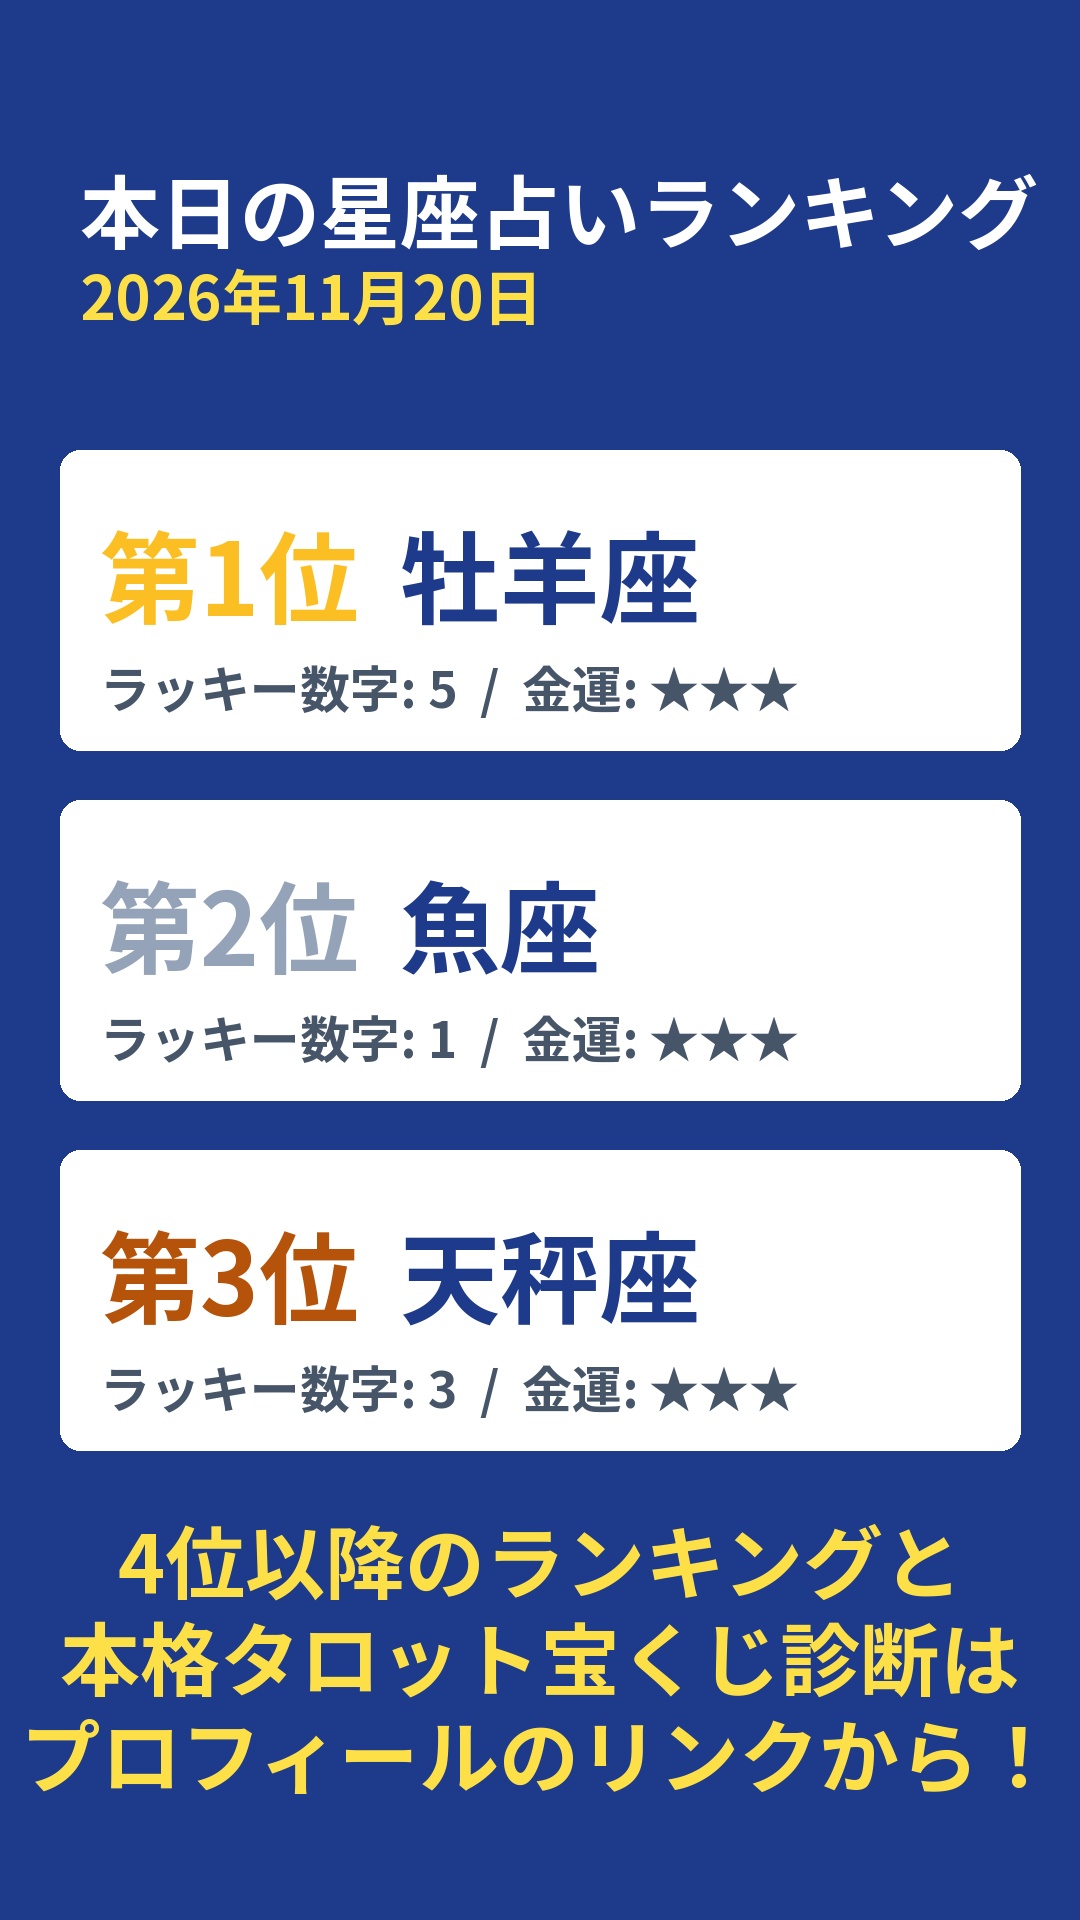 本日の星座占いランキング
2026年11月20日
第1位 牡羊座
ラッキー数字: 5 / 金運: ★★★
第2位 魚座
ラッキー数字: 1 / 金運: ★★★
第3位 天秤座
ラッキー数字: 3 / 金運: ★★★
4位以降のランキングと
本格タロット宝くじ診断は
プロフィールのリンクから！